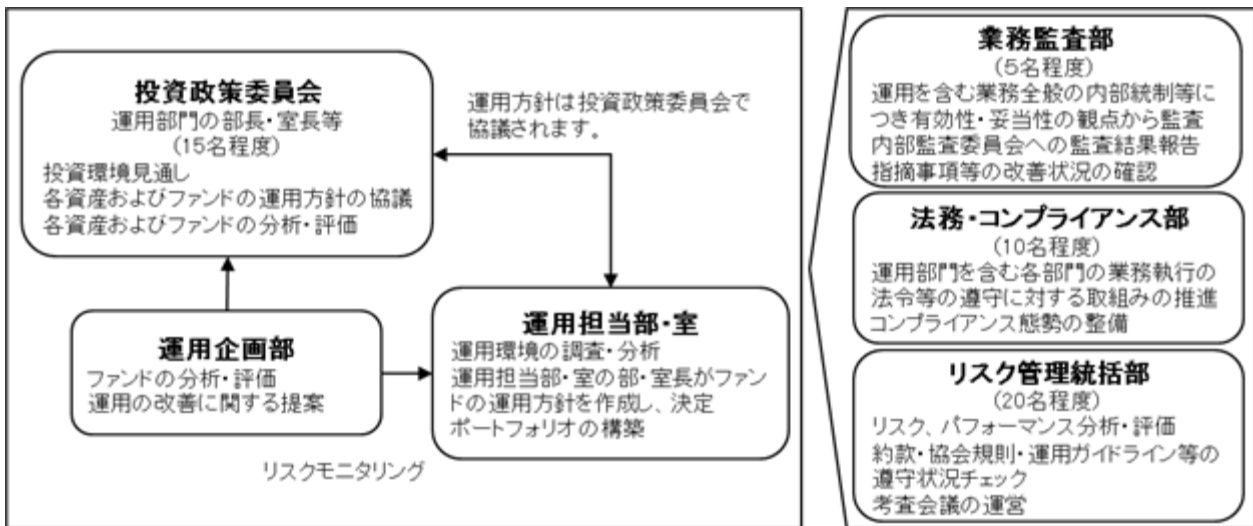 投資政策委員会
運用部門の部長・室長等
(15名程度)
投資環境見通し
各資産およびファンドの運用方針の協議
各資産およびファンドの分析・評価
運用方針は投資政策委員会で
協議されます。
運用企画部
ファンドの分析・評価
運用の改善に関する提案
運用担当部・室
運用環境の調査・分析
運用担当部・室の部・室長がファン
ドの運用方針を作成し、決定
ポートフォリオの構築
リスクモニタリング
業務監査部
(5名程度)
運用を含む業務全般の内部統制等に
つき有効性・妥当性の観点から監査
内部監査委員会への監査結果報告
指摘事項等の改善状況の確認
法務・コンプライアンス部
(10名程度)
運用部門を含む各部門の業務執行の
法令等の遵守に対する取組みの推進
コンプライアンス態勢の整備
リスク管理統括部
(20名程度)
リスク、パフォーマンス分析・評価
約款・協会規則・運用ガイドライン等の
遵守状況チェック
考査会議の運営